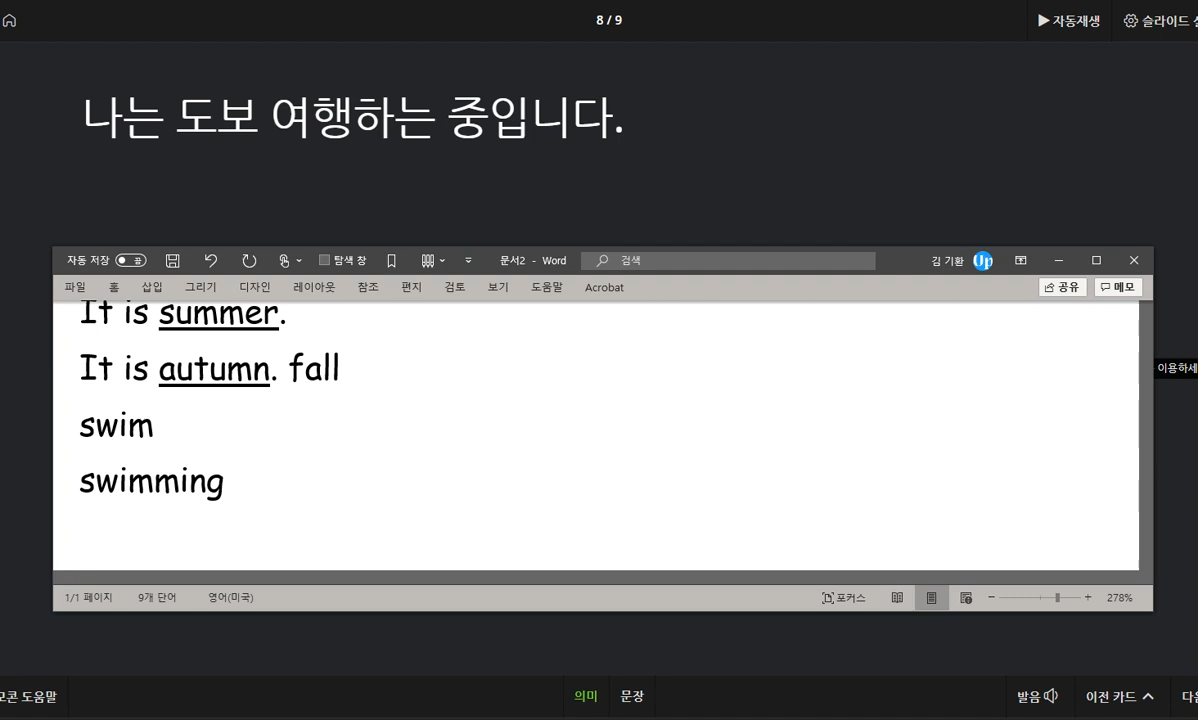 8 / 9
자동재생
슬라이드
나는 도보 여행하는 중입니다.
자동 저장 끔 탐색 창 문서2 - Word 검색 김 기환 Up
파일 홈 삽입 그리기 디자인 레이아웃 참조 편지 검토 보기 도움말 Acrobat 공유 메모
It is summer.
It is autumn. fall
swim
swimming
이용하세
1/1 페이지 9개 단어 영어(미국) 포커스 278%
도움말 의미 문장 발음 이전 카드